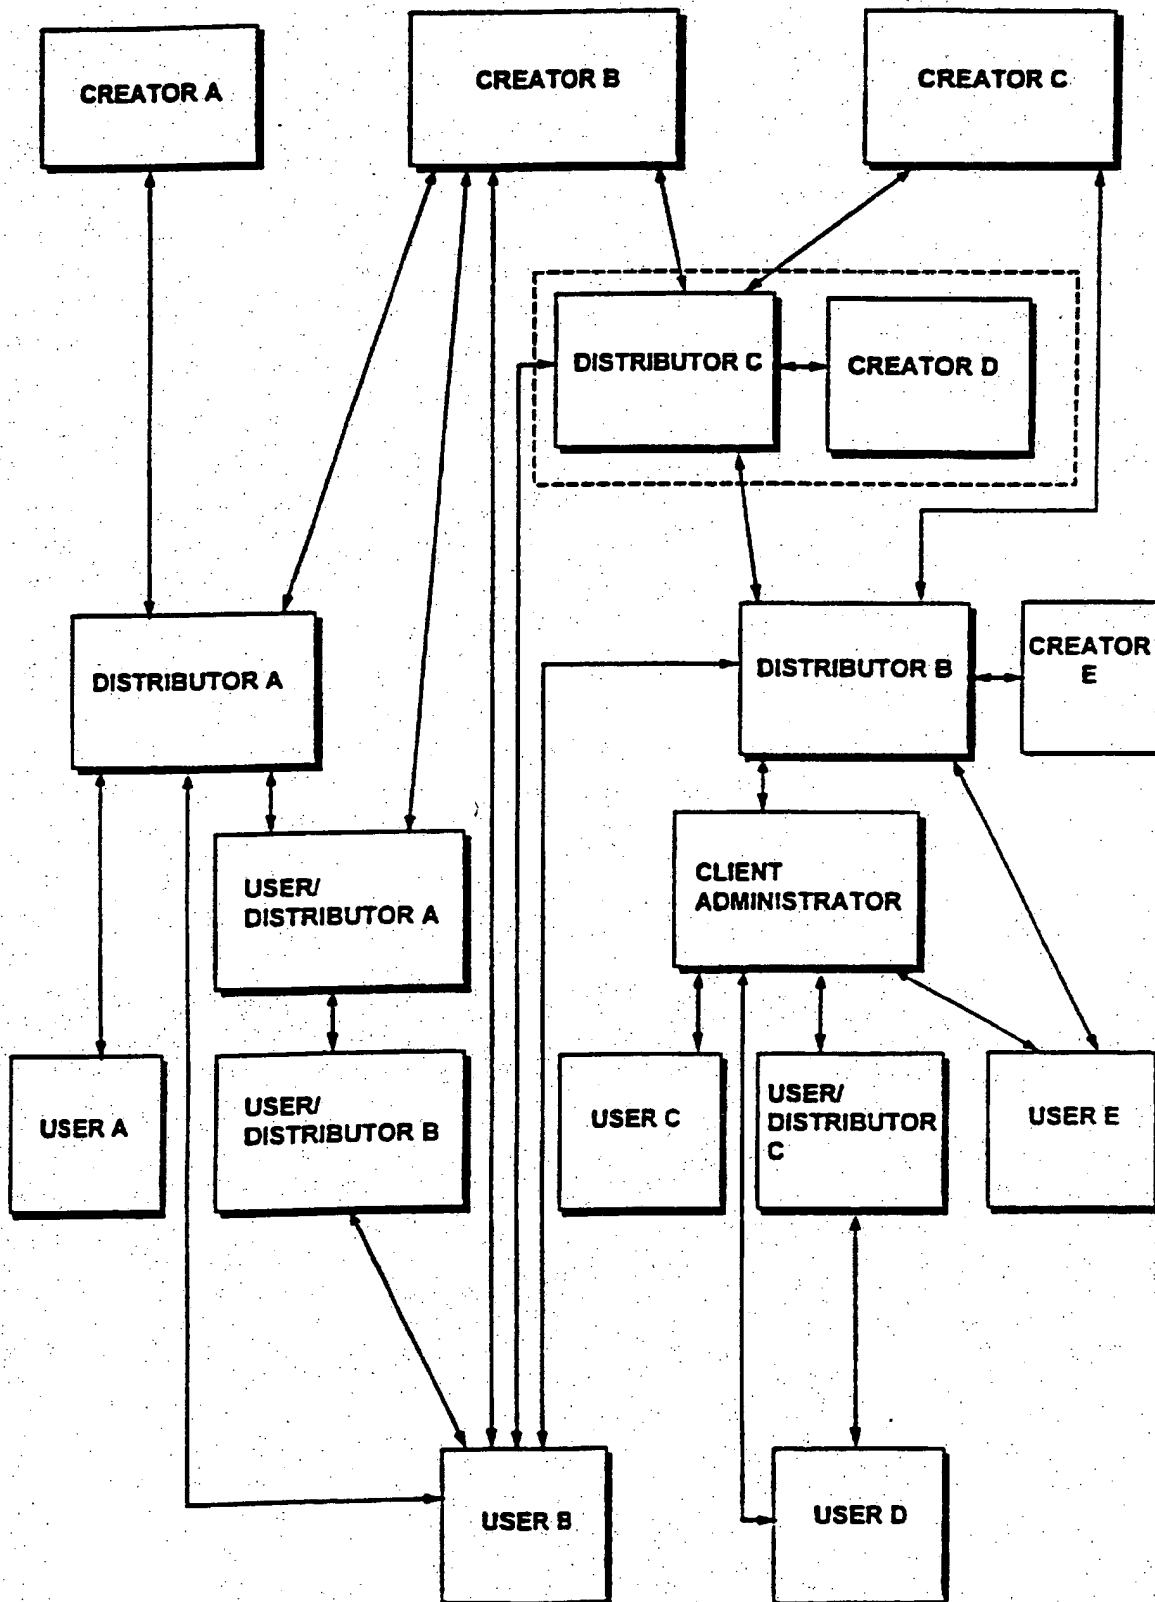 CREATOR A
CREATOR B
CREATOR C
DISTRIBUTOR C
CREATOR D
DISTRIBUTOR A
DISTRIBUTOR B
CREATOR
E
USER/
DISTRIBUTOR A
CLIENT
ADMINISTRATOR
USER A
USER/
DISTRIBUTOR B
USER C
USER/
DISTRIBUTOR
C
USER E
USER B
USER D